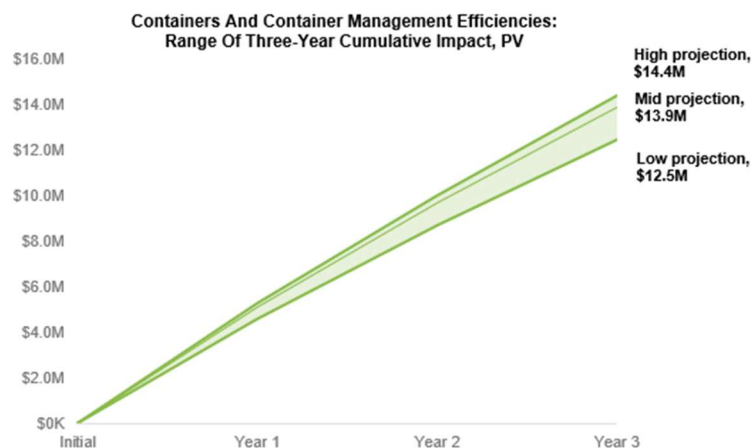 Containers And Container Management Efficiencies:
Range Of Three-Year Cumulative Impact, PV
$16.0M
$14.0M
$12.0M
$10.0M
$8.0M
$6.0M
$4.0M
$2.0M
$0K
Initial
Year 1
Year 2
Year 3
High projection,
$14.4M
Mid projection,
$13.9M
Low projection,
$12.5M